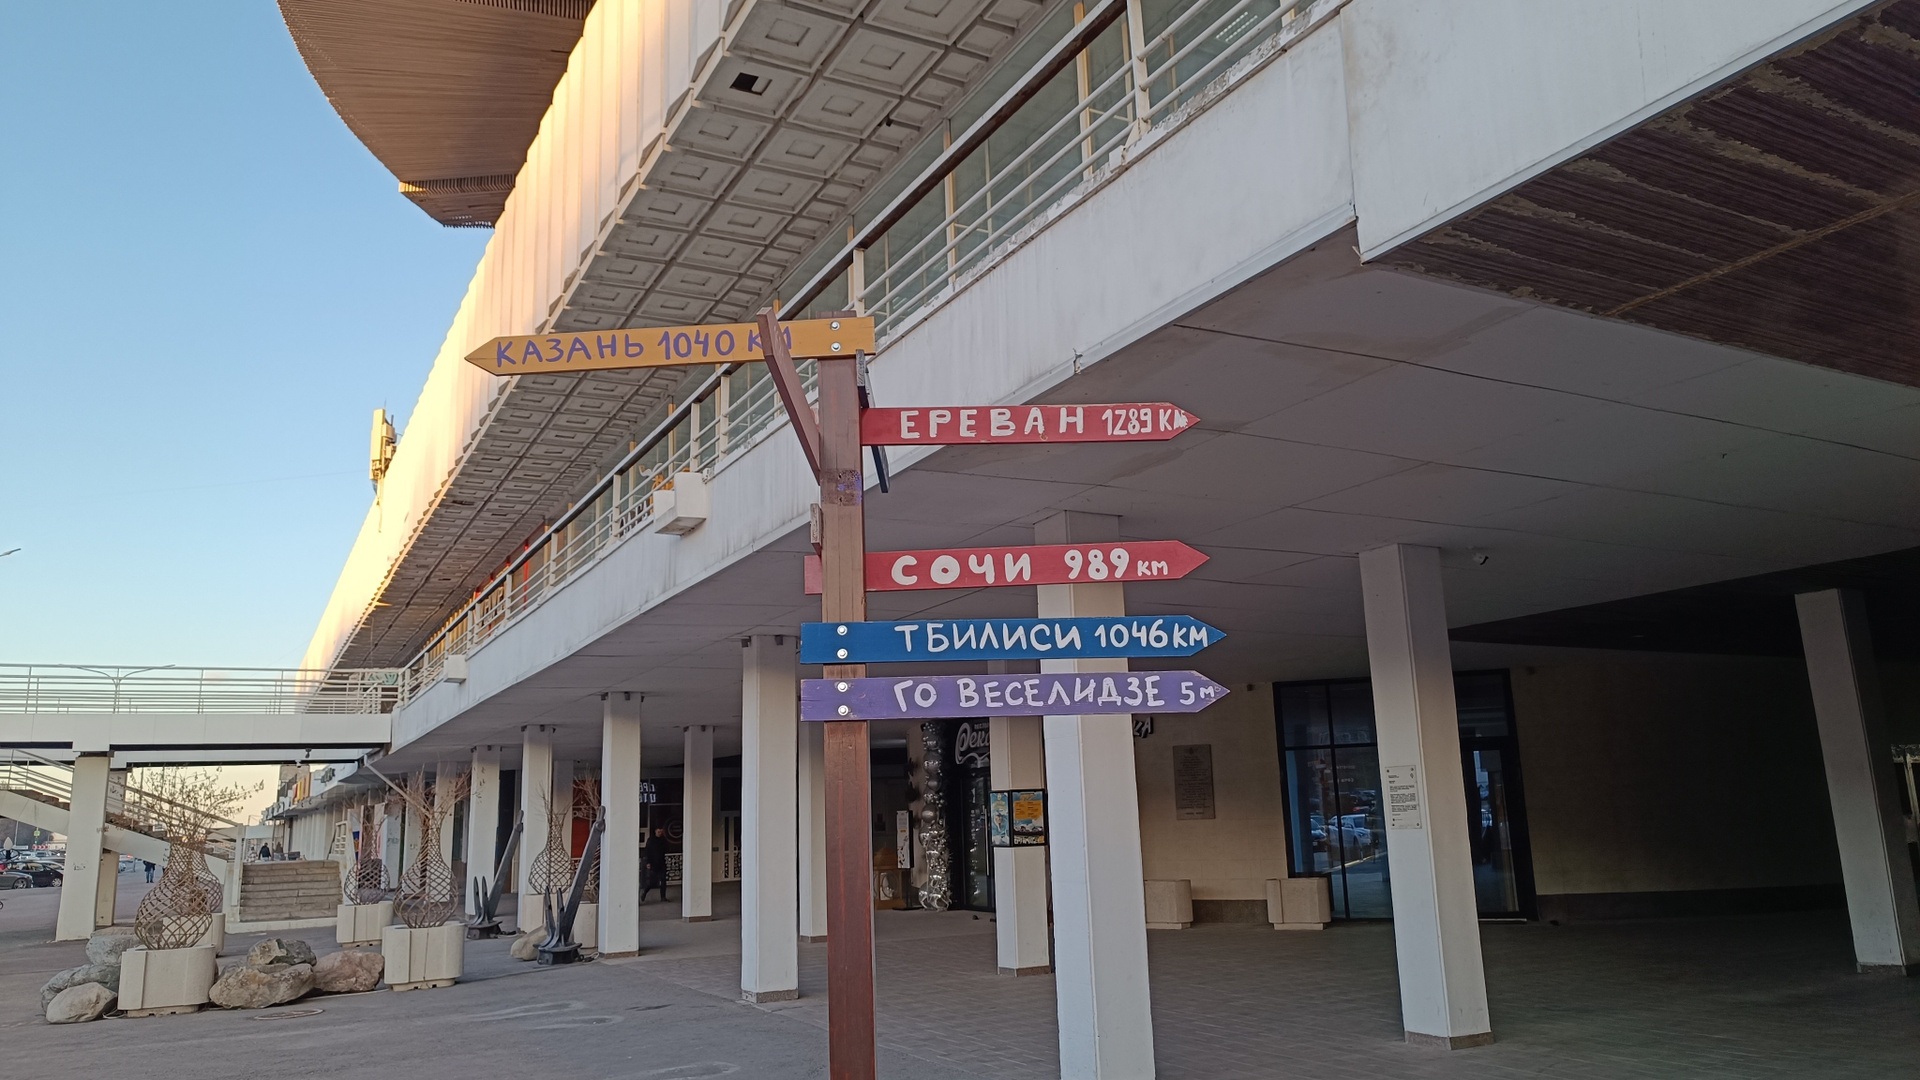 КАЗАНЬ 1040 КМ
ЕРЕВАН 1289 КМ
СОЧИ 989 КМ
ТБИЛИСИ 1046 КМ
ГО ВЕСЕЛИДЗЕ 5м